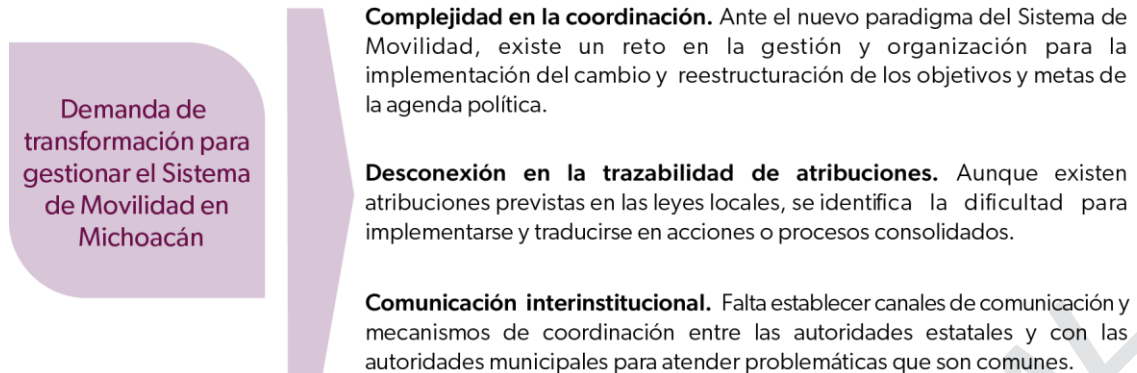 Demanda de
transformación para
gestionar el Sistema
de Movilidad en
Michoacán
Complejidad en la coordinación. Ante el nuevo paradigma del Sistema de
Movilidad, existe un reto en la gestión y organización para la
implementación del cambio y reestructuración de los objetivos y metas de
la agenda política.
Desconexión en la trazabilidad de atribuciones. Aunque existen
atribuciones previstas en las leyes locales, se identifica la dificultad para
implementarse y traducirse en acciones o procesos consolidados.
Comunicación interinstitucional. Falta establecer canales de comunicación y
mecanismos de coordinación entre las autoridades estatales y con las
autoridades municipales para atender problemáticas que son comunes.